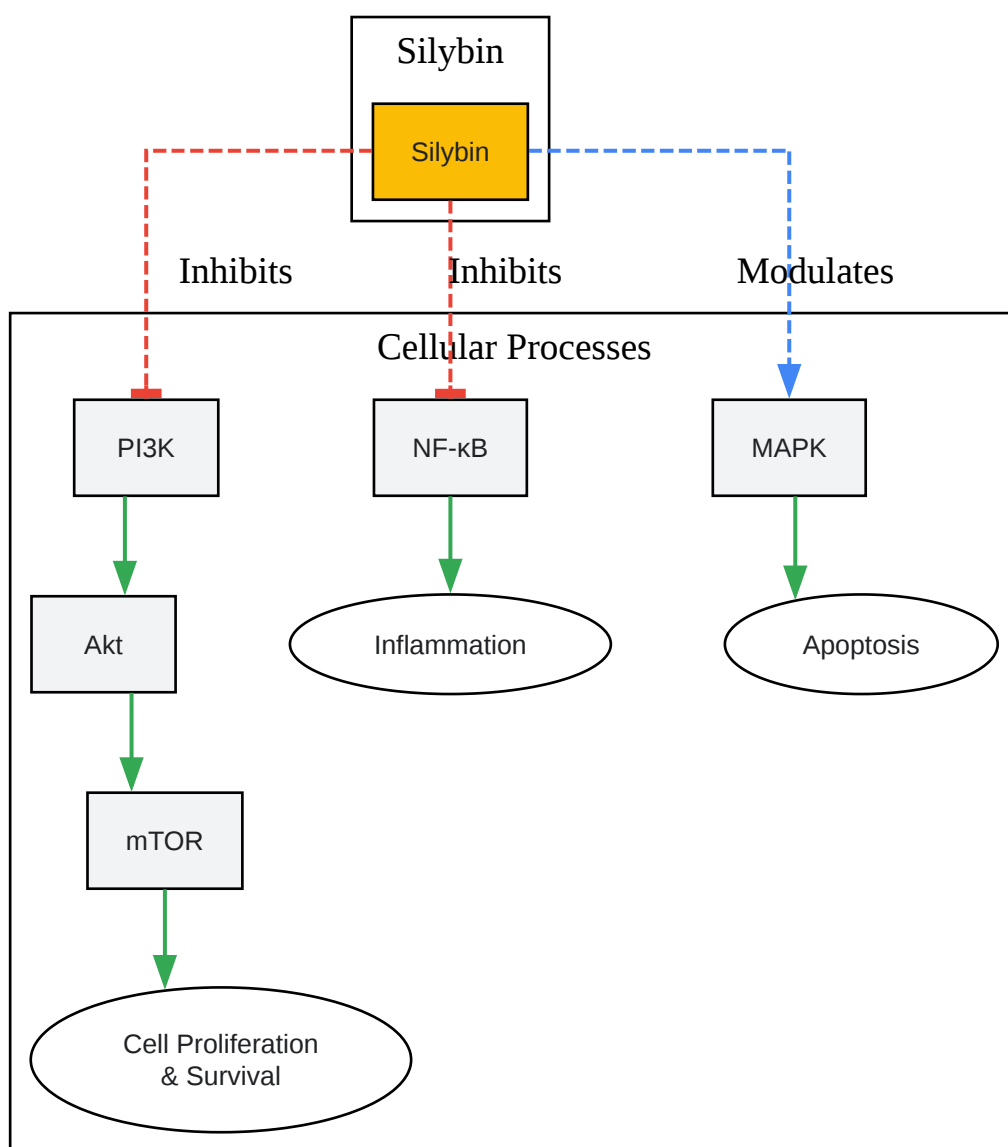 Silybin
Silybin
Inhibits
Inhibits
Modulates
Cellular Processes
PI3K
NF-κB
MAPK
Akt
Inflammation
Apoptosis
mTOR
Cell Proliferation
& Survival